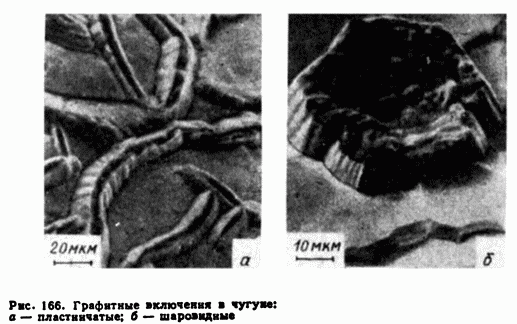 20мкм
а
10мкм
б
Рис. 166. Графитные включения в чугуне:
а — пластинчатые; б — шаровидные